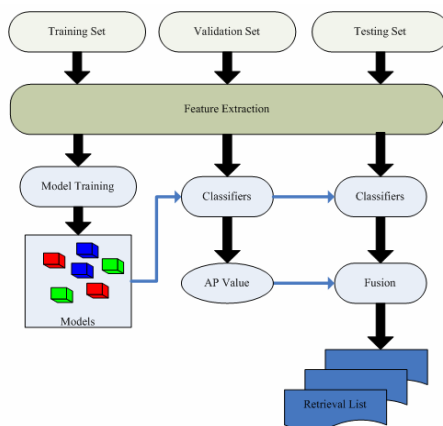 Training Set
Validation Set
Testing Set
Feature Extraction
Model Training
Classifiers
Classifiers
Models
AP Value
Fusion
Retrieval List